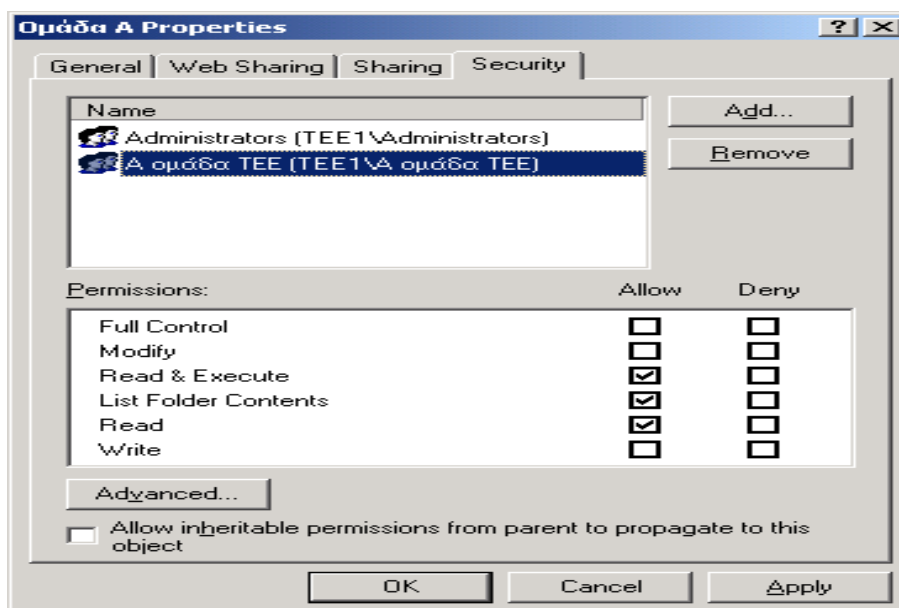 Ομάδα Α Properties
General Web Sharing Sharing Security
Name
Add...
Administrators (TEE1\Administrators)
Α ομάδα ΤΕΕ (TEE1\Α ομάδα ΤΕΕ)
Remove
Permissions: Allow Deny
Full Control
Modify
Read & Execute
List Folder Contents
Read
Write
Advanced...
Allow inheritable permissions from parent to propagate to this
object
OK Cancel Apply